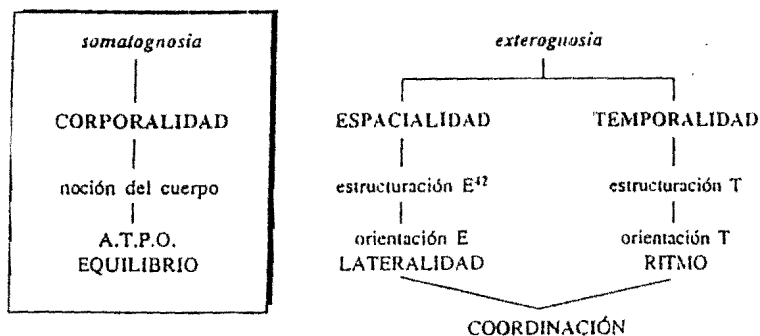 somatognosia
CORPORALIDAD
noción del cuerpo
A.T.P.O.
EQUILIBRIO
exterognosia
ESPACIALIDAD TEMPORALIDAD
estructuración E⁴² estructuración T
orientación E orientación T
LATERALIDAD RITMO
COORDINACIÓN